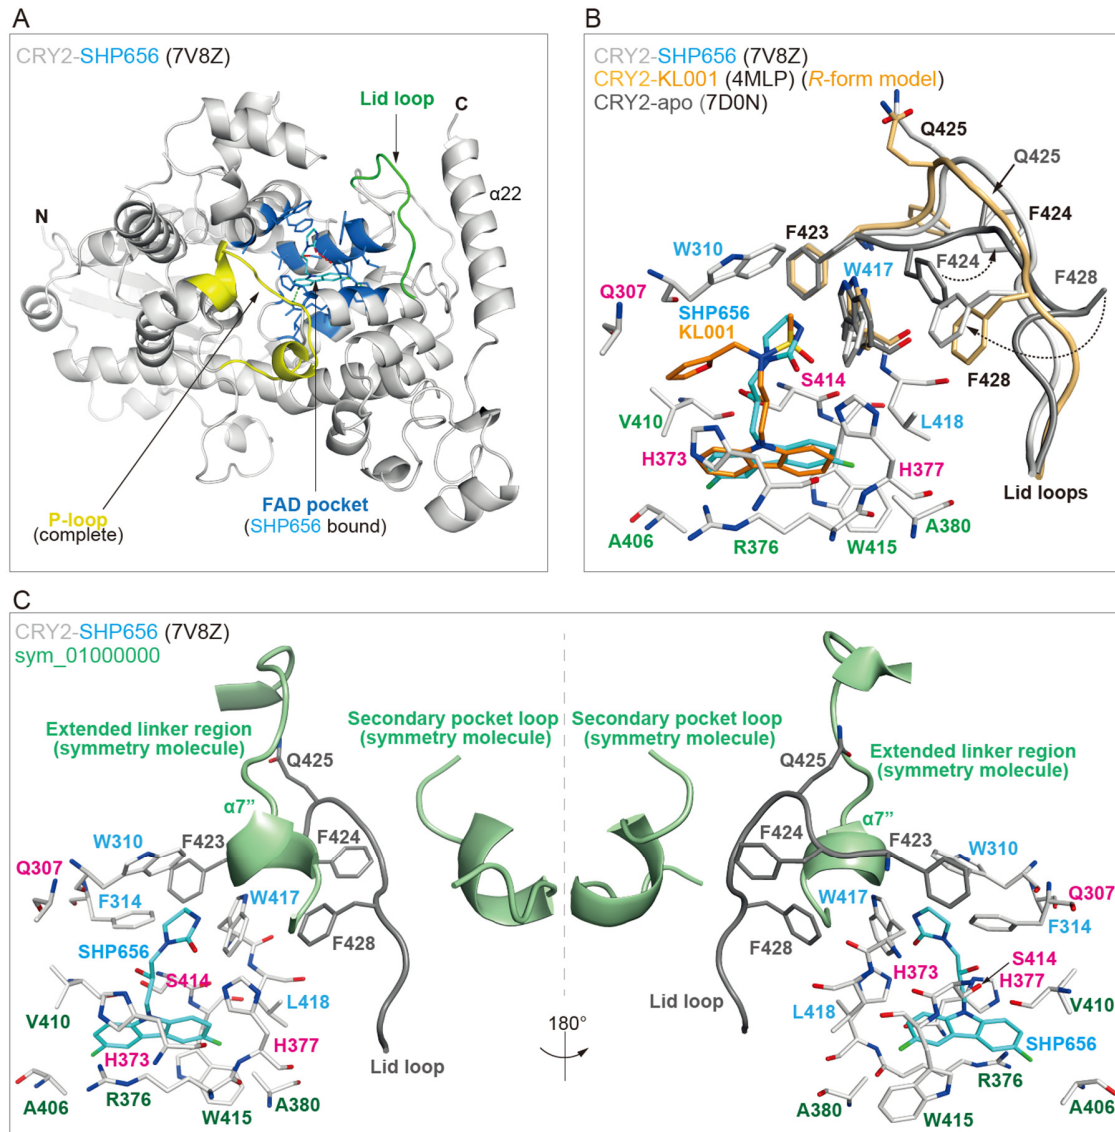 A
CRY2-SHP656 (7V8Z)
Lid loop
C
α22
N
P-loop
(complete)
FAD pocket
(SHP656 bound)
B
CRY2-SHP656 (7V8Z)
CRY2-KL001 (4MLP) (R-form model)
CRY2-apo (7D0N)
Q425
Q425
F424
F423
W310
W417
F424
F428
Q307
SHP656
KL001
S414
F428
V410
L418
H373
H377
Lid loops
A406
R376
W415
A380
C
CRY2-SHP656 (7V8Z)
sym_01000000
Extended linker region
(symmetry molecule)
Secondary pocket loop
(symmetry molecule)
Q425
α7”
W310
F423
F424
Q307
F314
W417
F428
SHP656
S414
L418
V410
H373
H377
Lid loop
A406
R376
W415
A380
180°
Secondary pocket loop
(symmetry molecule)
Extended linker region
(symmetry molecule)
Q425
α7”
F424
F423
W310
W417
Q307
F314
F428
S414
H373
H377
Lid loop
L418
V410
SHP656
R376
A380
W415
A406